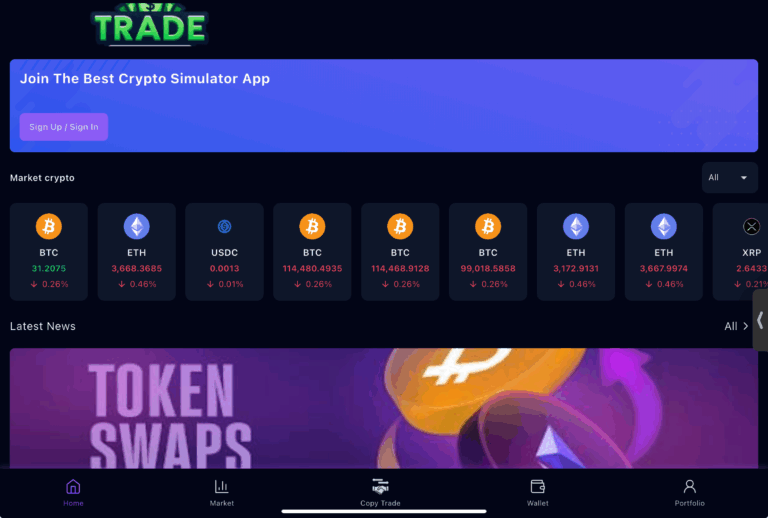 TRADE
Join The Best Crypto Simulator App
Sign Up / Sign In
Market crypto
All
BTC ETH USDC BTC BTC BTC ETH ETH XRP
31.2075 3,668.3685 0.0013 114,480.4935 114,468.9128 99,018.5858 3,172.9131 3,667.9974 2.6433
↓ 0.26% ↓ 0.46% ↓ 0.01% ↓ 0.26% ↓ 0.26% ↓ 0.26% ↓ 0.46% ↓ 0.46% ↓ 0.21%
Latest News
All
TOKEN
SWAPS
Home Market Copy Trade Wallet Portfolio